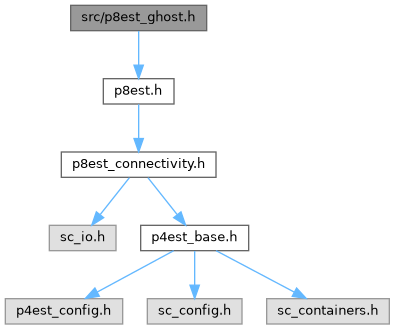 src/p8est_ghost.h
p8est.h
p8est_connectivity.h
sc_io.h
p4est_base.h
p4est_config.h
sc_config.h
sc_containers.h